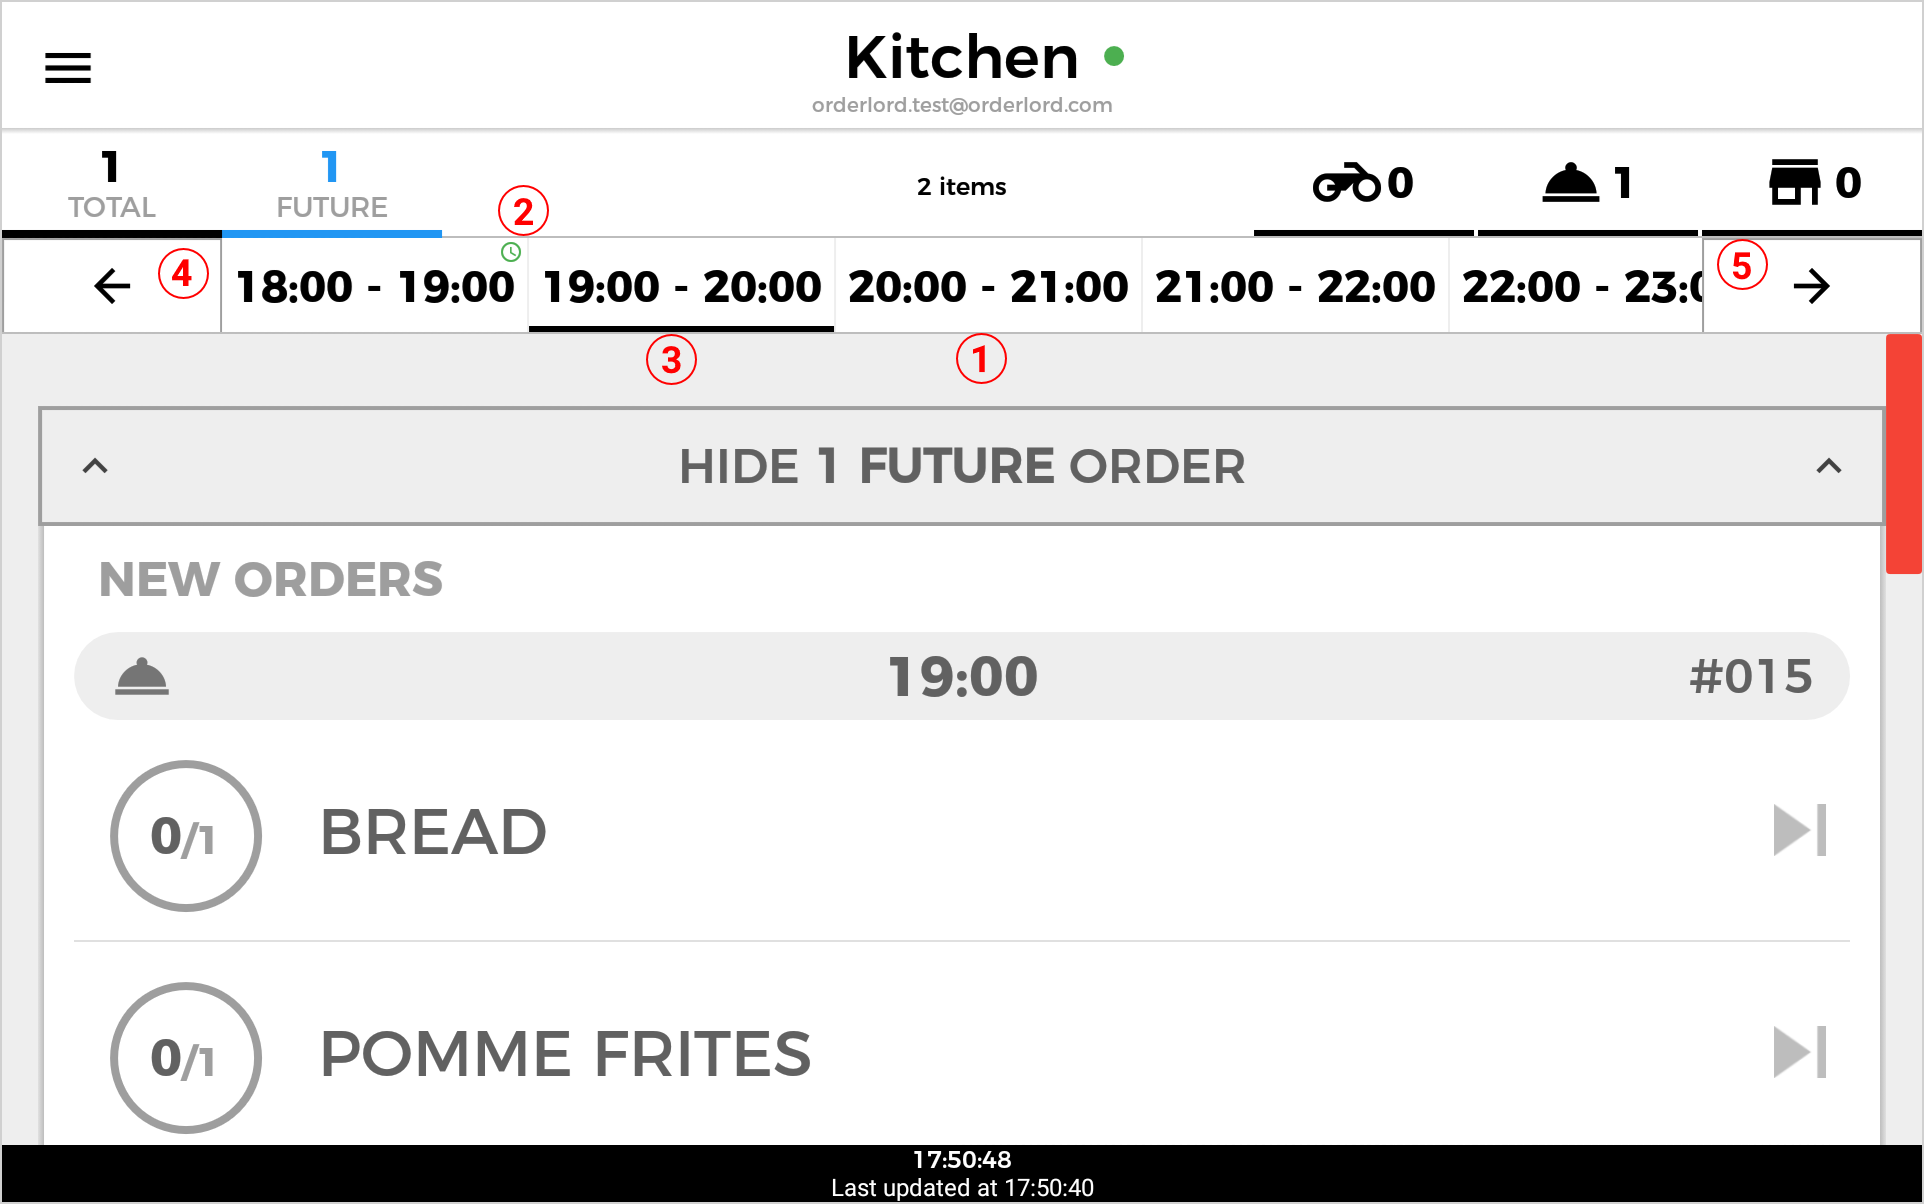 Kitchen
orderlord.test@orderlord.com
1 1 2 items 0 1 0
TOTAL FUTURE
2
4 18:00 - 19:00 19:00 - 20:00 20:00 - 21:00 21:00 - 22:00 22:00 - 23:0 5
3 1
HIDE 1 FUTURE ORDER
NEW ORDERS
19:00 #015
0/1 BREAD
0/1 POMME FRITES
17:50:48
Last updated at 17:50:40